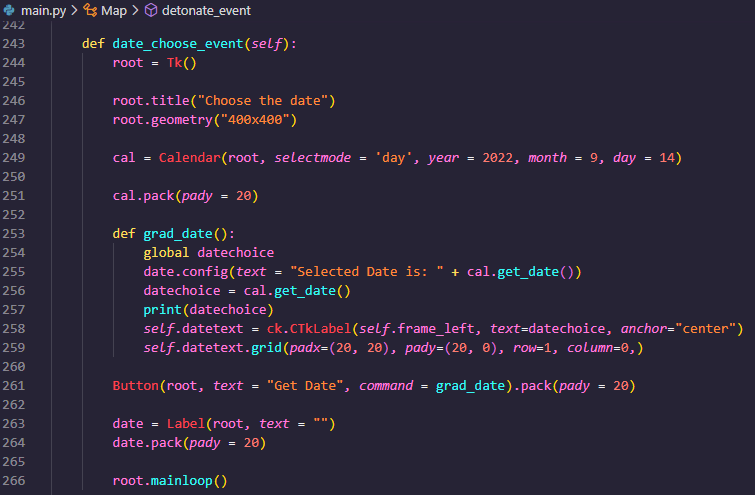 main.py > Map > detonate_event
242
243 def date_choose_event(self):
244 root = Tk()
245
246 root.title("Choose the date")
247 root.geometry("400x400")
248
249 cal = Calendar(root, selectmode = 'day', year = 2022, month = 9, day = 14)
250
251 cal.pack(pady = 20)
252
253 def grad_date():
254 global datechoice
255 date.config(text = "Selected Date is: " + cal.get_date())
256 datechoice = cal.get_date()
257 print(datechoice)
258 self.datetext = ck.CTkLabel(self.frame_left, text=datechoice, anchor="center")
259 self.datetext.grid(padx=(20, 20), pady=(20, 0), row=1, column=0,)
260
261 Button(root, text = "Get Date", command = grad_date).pack(pady = 20)
262
263 date = Label(root, text = "")
264 date.pack(pady = 20)
265
266 root.mainloop()